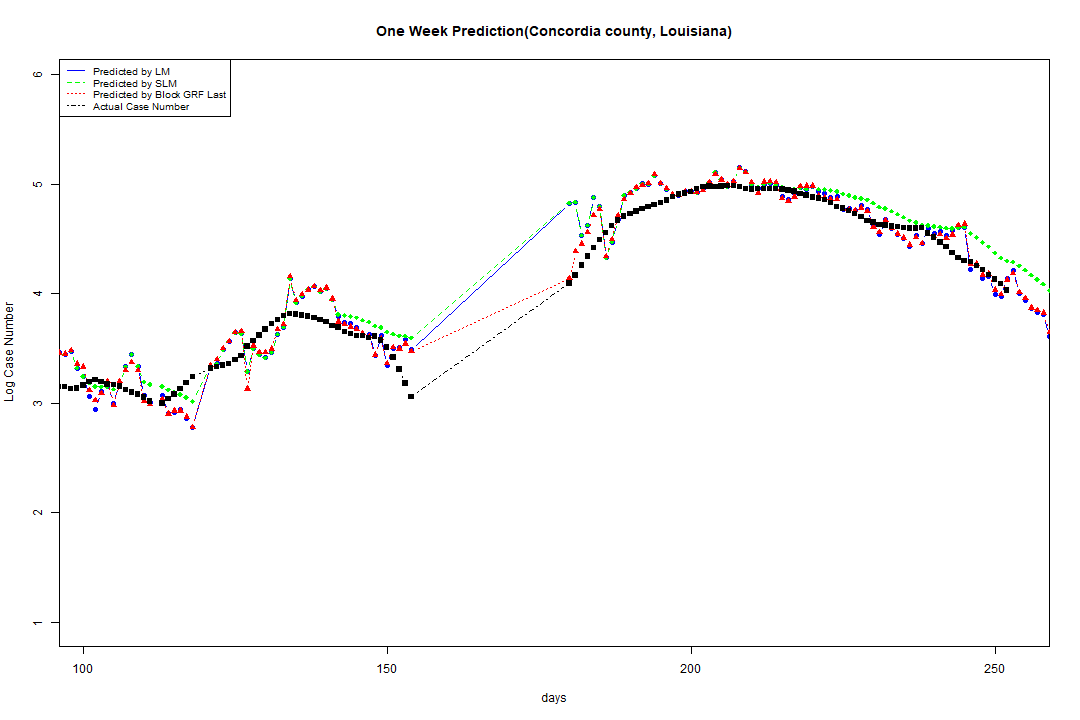 One Week Prediction(Concordia county, Louisiana)
Predicted by LM
Predicted by SLM
Predicted by Block GRF Last
Actual Case Number
Log Case Number
6
5
4
3
2
1
100 150 200 250
days